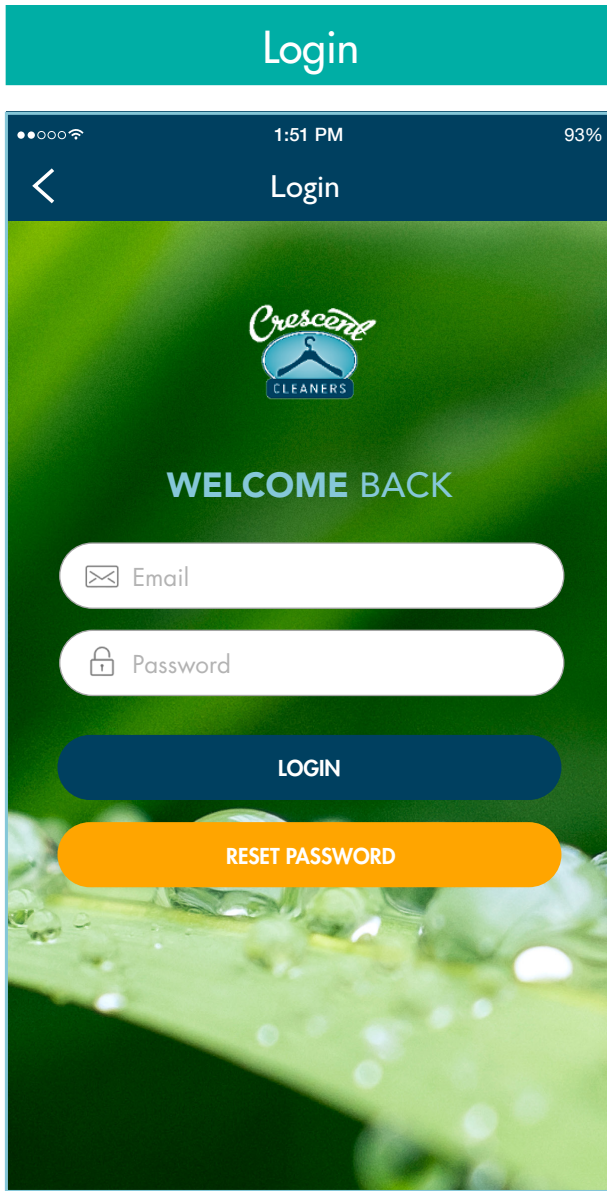 Login
1:51 PM
93%
Login
Crescent
CLEANERS
WELCOME BACK
Email
Password
LOGIN
RESET PASSWORD